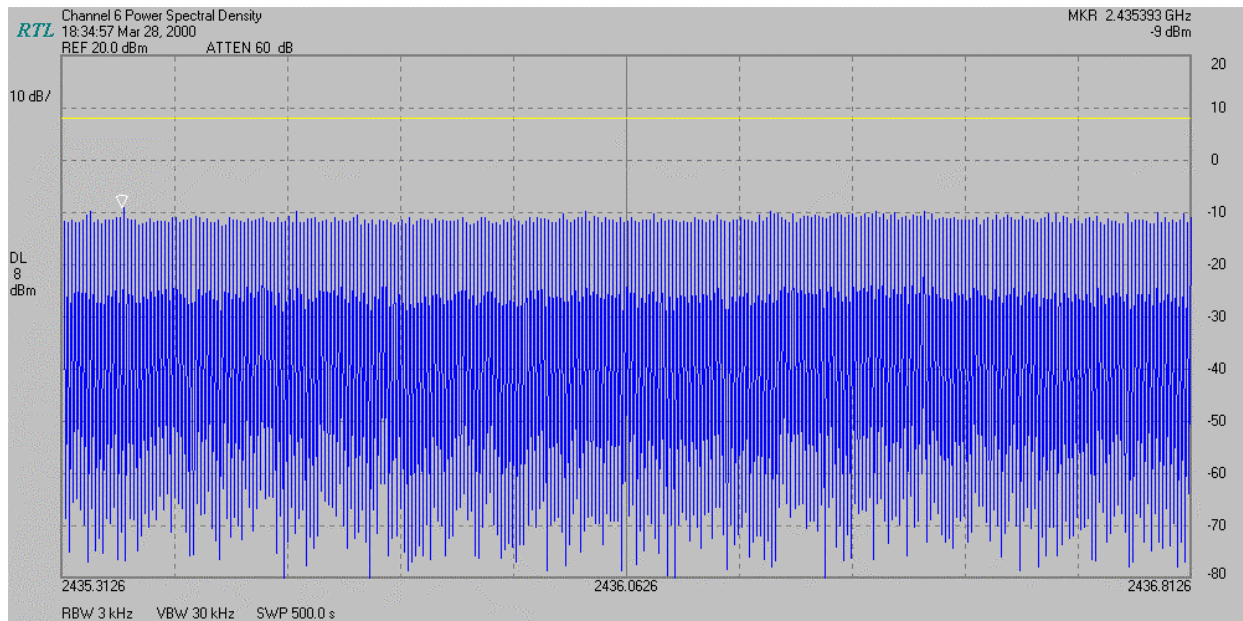 Channel 6 Power Spectral Density
MKR 2.435393 GHz
RTL 18:34:57 Mar 28, 2000
-9 dBm
REF 20.0 dBm ATTEN 60 dB
20
10 dB/
10
0
-10
DL
8
dBm
-20
-30
-40
-50
-60
-70
-80
2435.3126 2436.0626 2436.8126
RBW 3 kHz VBW 30 kHz SWP 500.0 s